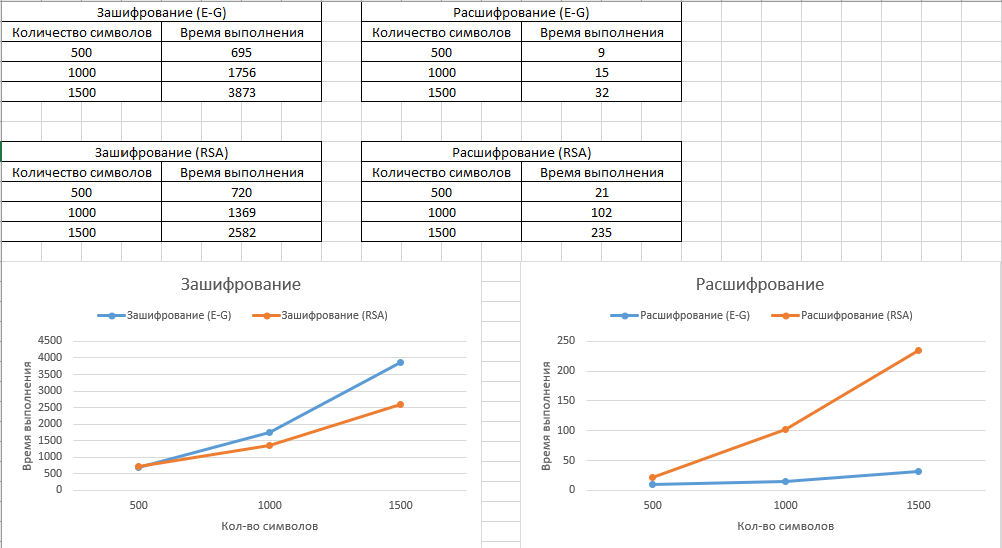 Зашифрование (E-G) Расшифрование (E-G)
Количество символов Время выполнения Количество символов Время выполнения
500 695 500 9
1000 1756 1000 15
1500 3873 1500 32
Зашифрование (RSA) Расшифрование (RSA)
Количество символов Время выполнения Количество символов Время выполнения
500 720 500 21
1000 1369 1000 102
1500 2582 1500 235
Зашифрование
Зашифрование (E-G) Зашифрование (RSA)
Время выполнения
4500
4000
3500
3000
2500
2000
1500
1000
500
0
500 1000 1500
Кол-во символов
Расшифрование
Расшифрование (E-G) Расшифрование (RSA)
Время выполнения
250
200
150
100
50
0
500 1000 1500
Кол-во символов